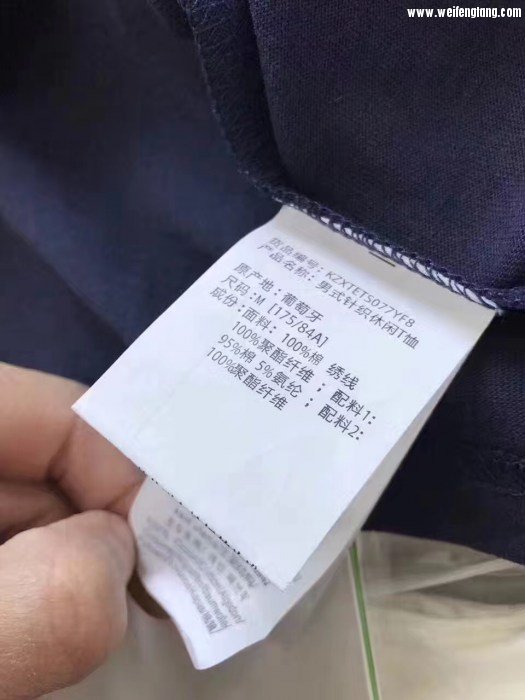 www.weifengtang.com
货品编号: KZXTETS077YF8
产品名称: 男式针织休闲T恤
原产地: 葡萄牙
尺码:M [175/84A]
成份: 面料: 100%棉 绣线
100%聚酯纤维 ; 配料1:
95%棉 5%氨纶 ; 配料2:
100%聚酯纤维